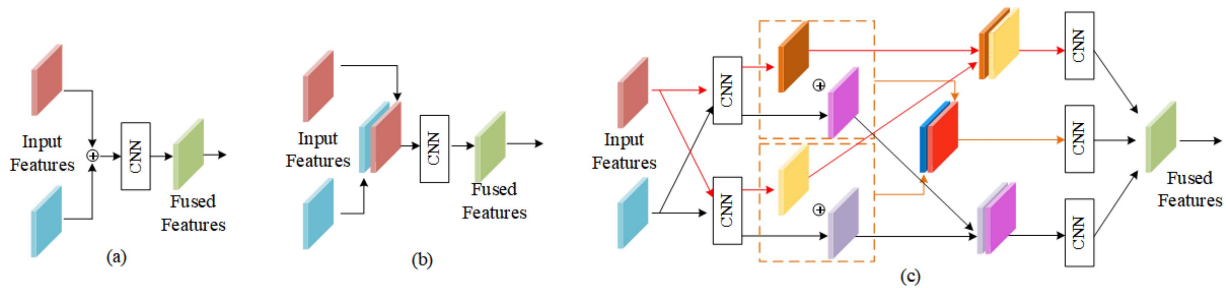 Input
Features
CNN
Fused
Features
(a)
Input
Features
CNN
Fused
Features
(b)
Input
Features
CNN
CNN
CNN
CNN
CNN
Fused
Features
(c)